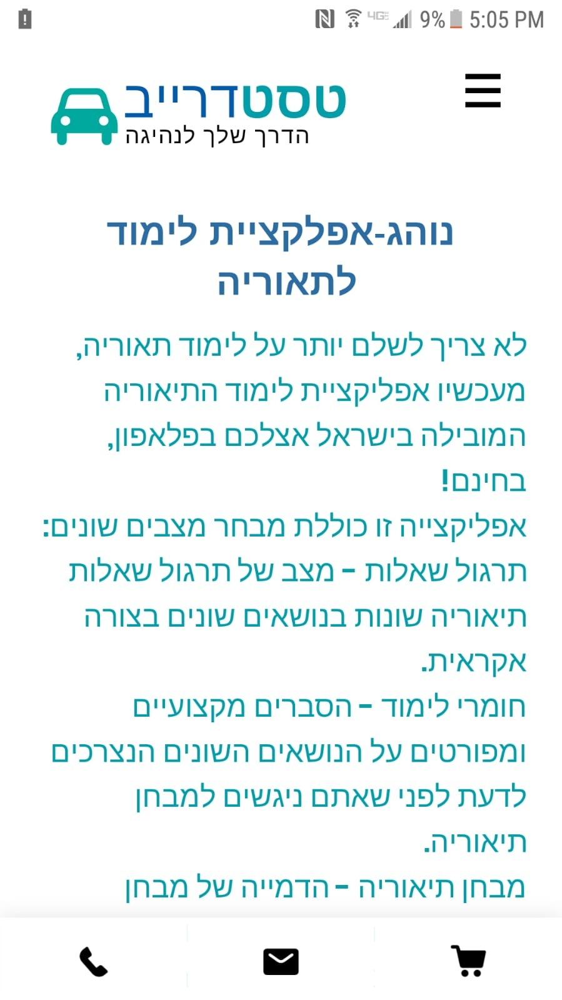 9% 5:05 PM
4G
טסטדרייב
הדרך שלך לנהיגה
נוהג-אפלקציית לימוד
לתאוריה
לא צריך לשלם יותר על לימוד תאוריה,
מעכשיו אפליקציית לימוד התיאוריה
המובילה בישראל אצלכם בפלאפון,
בחינם!
אפליקצייה זו כוללת מבחר מצבים שונים:
תרגול שאלות – מצב של תרגול שאלות
תיאוריה שונות בנושאים שונים בצורה
אקראית.
חומרי לימוד – הסברים מקצועיים
ומפורטים על הנושאים השונים הנצרכים
לדעת לפני שאתם ניגשים למבחן
תיאוריה.
מבחן תיאוריה – הדמייה של מבחן